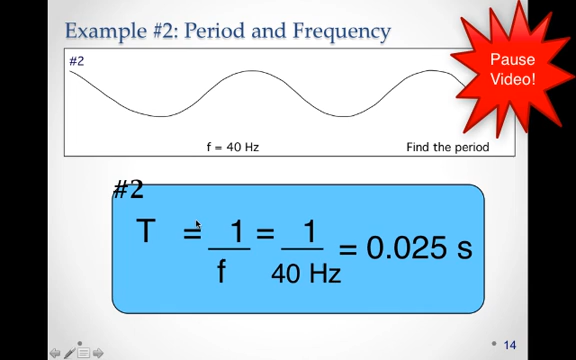 Example #2: Period and Frequency
Pause
Video!
#2
f = 40 Hz
Find the period
#2
T = 1/f = 1/40 Hz = 0.025 s
14